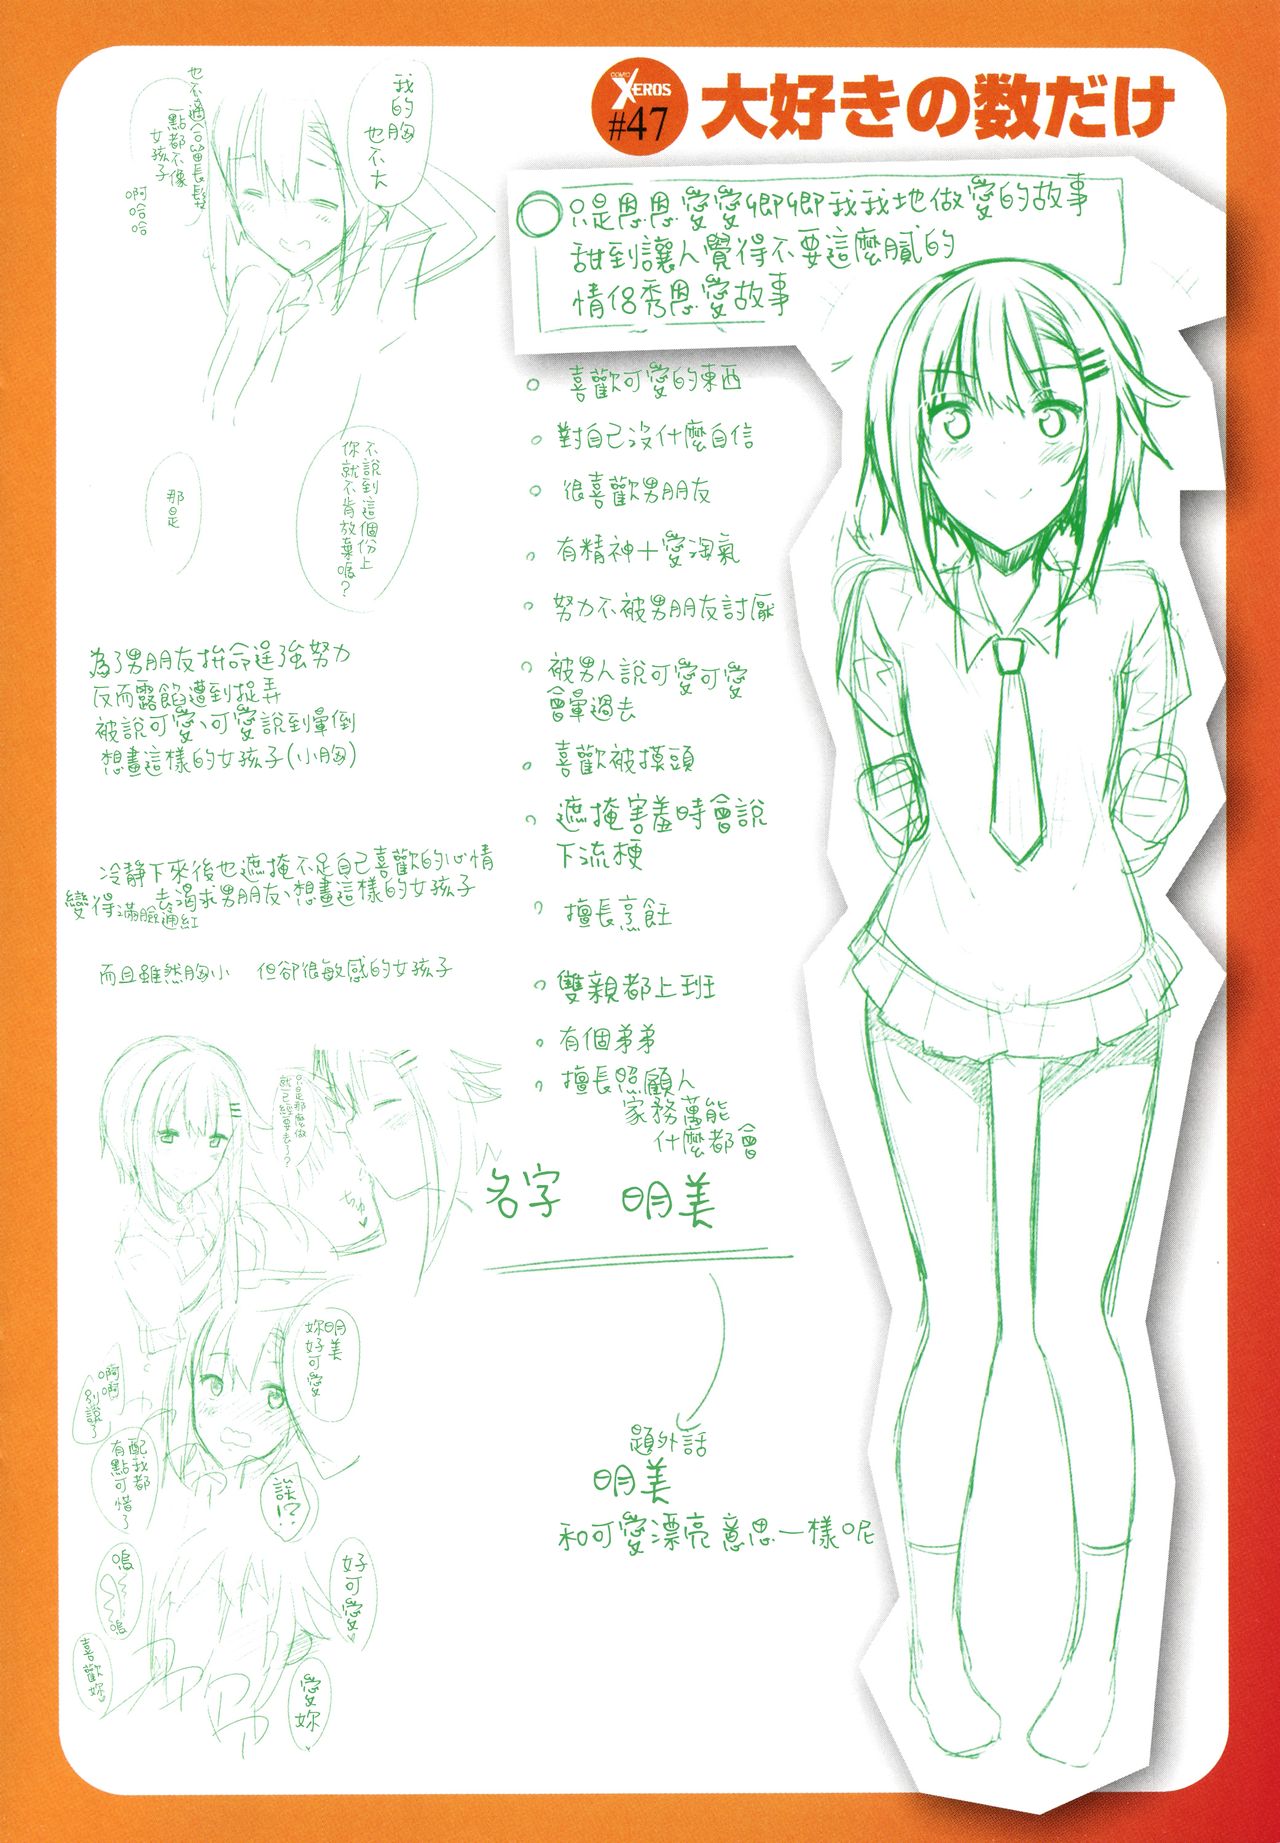 COMIC
X-EROS
#47
大好きの数だけ
只是恩恩愛愛卿卿我我地做愛的故事
甜到讓人覺得不要這麼膩的
情侶秀恩愛故事
喜歡可愛的東西
對自己沒什麼自信
很喜歡男朋友
有精神+愛淘氣
努力不被男朋友討厭
被男人說可愛可愛
會暈過去
喜歡被摸頭
遮掩害羞時會說
下流梗
擅長烹飪
雙親都上班
有個弟弟
擅長照顧人
家務萬能
什麼都會
名字 明美
題外話
明美
和可愛漂亮意思一樣呢
我的胸
也不大
也不適合留長髮
一點都不像
女孩子
啊哈哈
不說到這個份上
你就不肯放棄嗎?
那是
為了男朋友拚命逞強努力
反而露餡遭到捉弄
被說可愛、可愛說到暈倒
想畫這樣的女孩子(小胸)
冷靜下來後也遮掩不足自己喜歡的心情
去渴求男朋友、想畫這樣的女孩子
變得滿臉通紅
而且雖然胸小 但卻很敏感的女孩子
只是那麼做
就已經要去了?
ちゅ♥
明美
妳好可愛
啊啊
別說了
配我都
有點可惜了
誒!?
好可愛
嗚
嗚
喜歡妳♥
愛妳